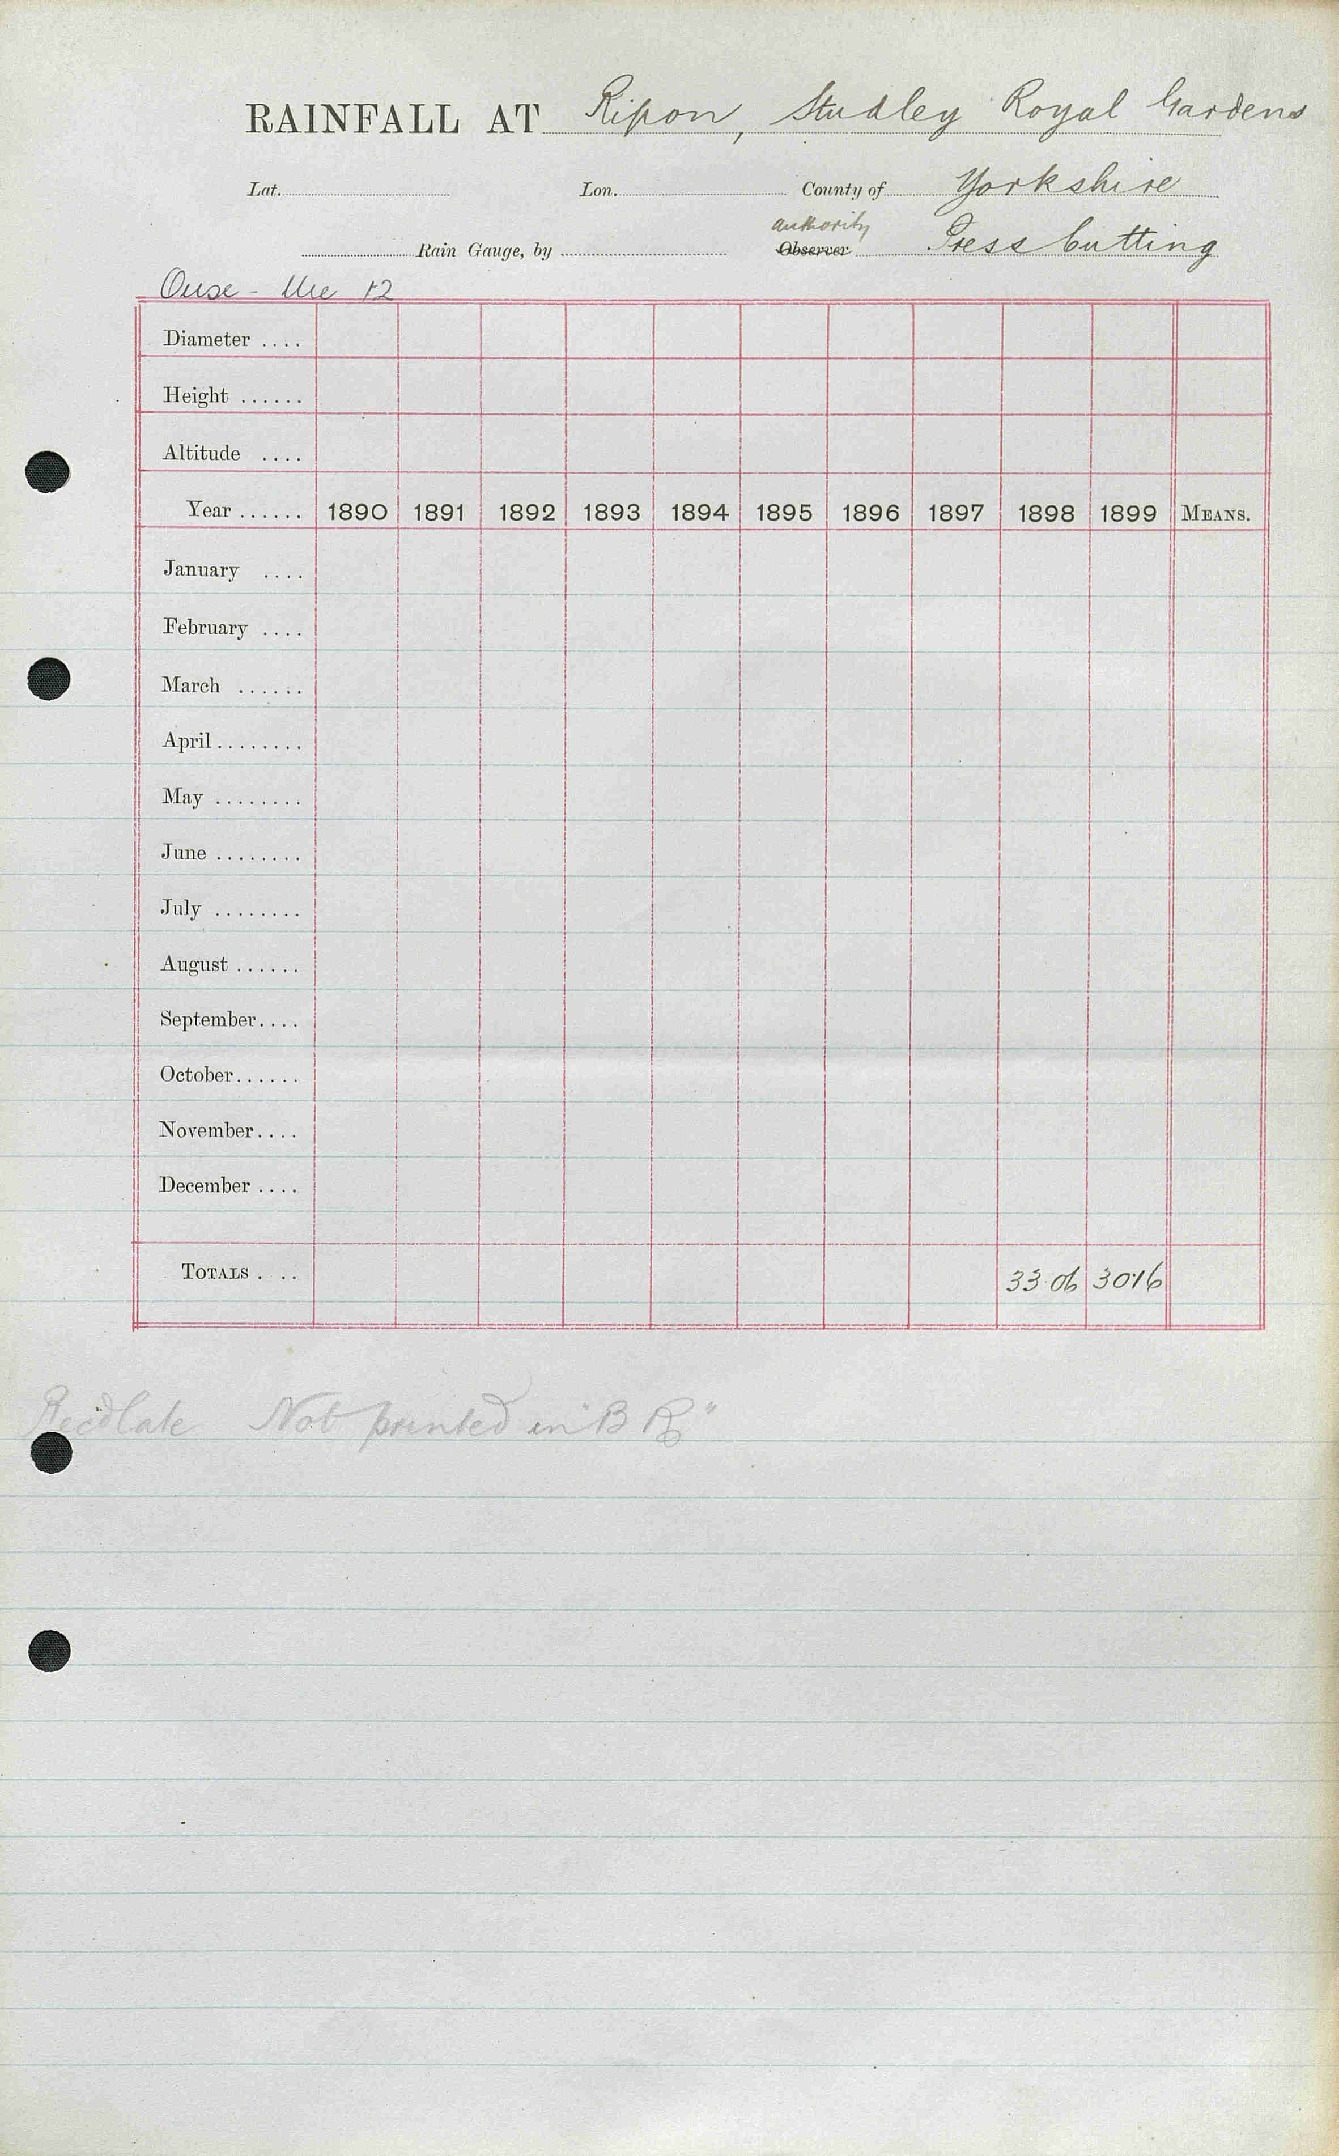 RAINFALL AT Ripon, Studley Royal Gardens
Lat. Lon. County of Yorkshire
authority
Rain Gauge, by Observer Press Cutting
Ouse - Ure 12
Diameter ....
Height ......
Altitude ....
Year ...... 1890 1891 1892 1893 1894 1895 1896 1897 1898 1899 MEANS.
January ....
February ....
March ......
April ........
May ........
June ........
July ........
August ......
September ....
October ......
November ....
December ....
TOTALS . .. 33.06 30.16
Recd late Not printed in "B R"